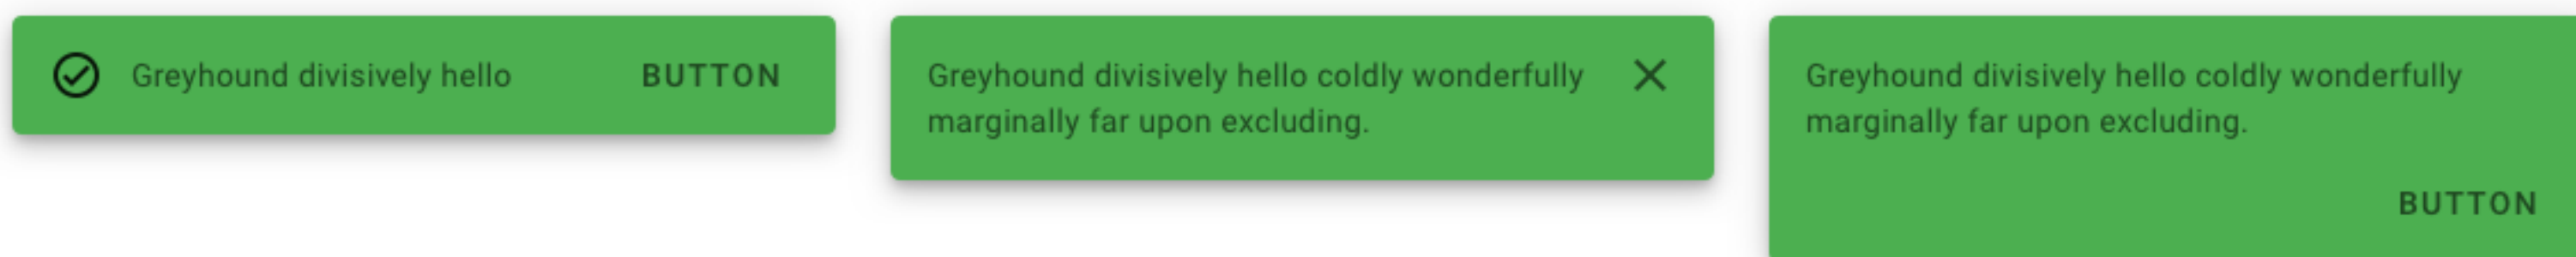 Greyhound divisively hello
BUTTON
Greyhound divisively hello coldly wonderfully
marginally far upon excluding.
Greyhound divisively hello coldly wonderfully
marginally far upon excluding.
BUTTON